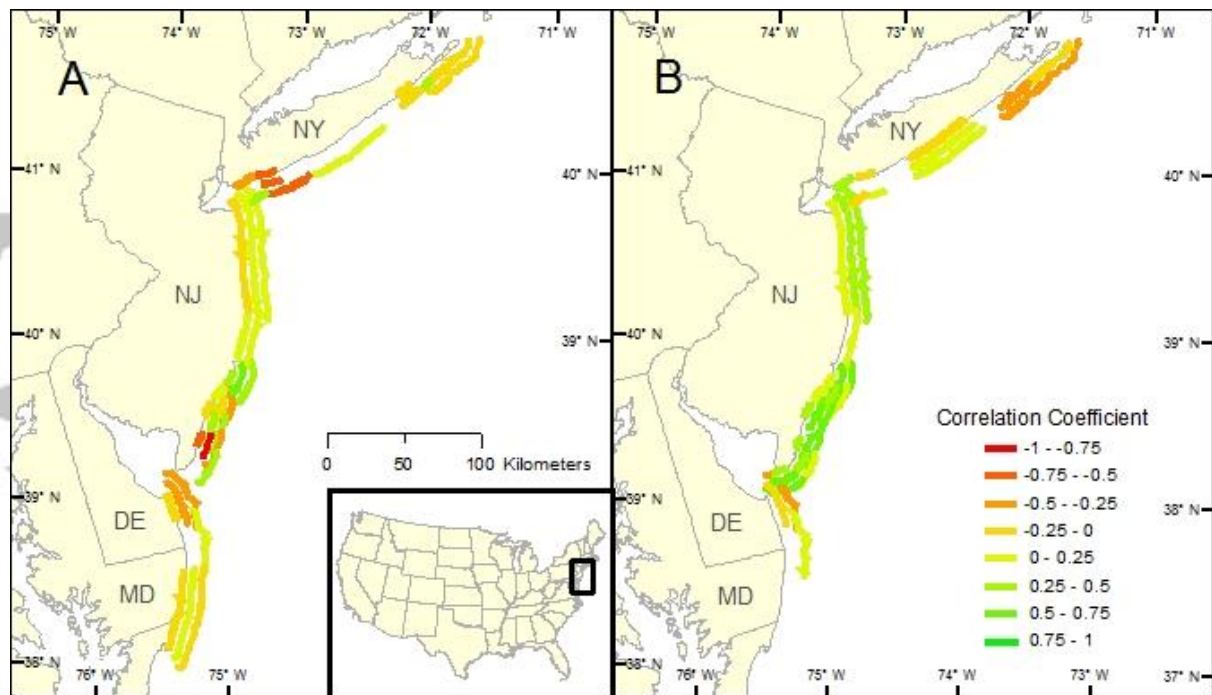 75° W 74° W 73° W 72° W 71° W
75° W 74° W 73° W 72° W 71° W
A
B
NY
NY
41° N
40° N
41° N
40° N
NJ
NJ
40° N
39° N
40° N
39° N
Correlation Coefficient
-1 - -0.75
-0.75 - -0.5
-0.5 - -0.25
-0.25 - 0
0 - 0.25
0.25 - 0.5
0.5 - 0.75
0.75 - 1
0 50 100 Kilometers
39° N
39° N
38° N
DE
DE
MD
MD
38° N
38° N
37° N
76° W 75° W 74° W 73° W 72° W
76° W 75° W 74° W 73° W